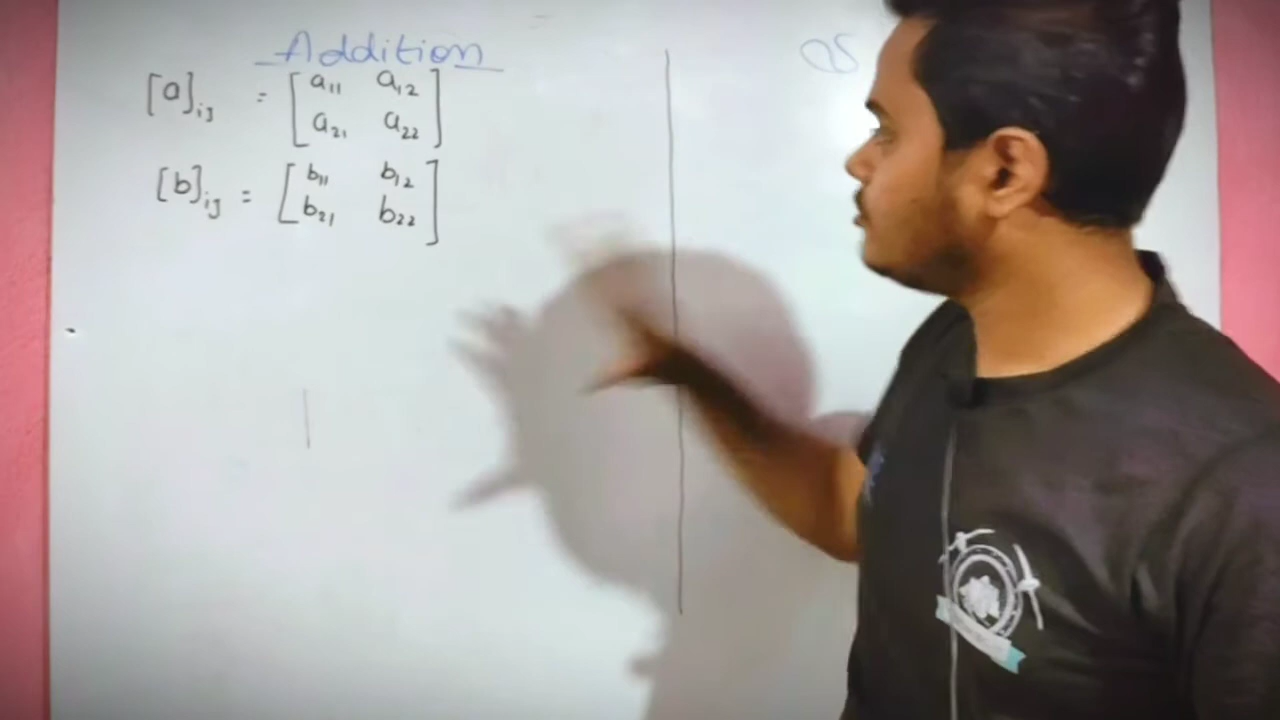 Addition
[a]ij = [a11 a12
a21 a22]
[b]ij = [b11 b12
b21 b22]